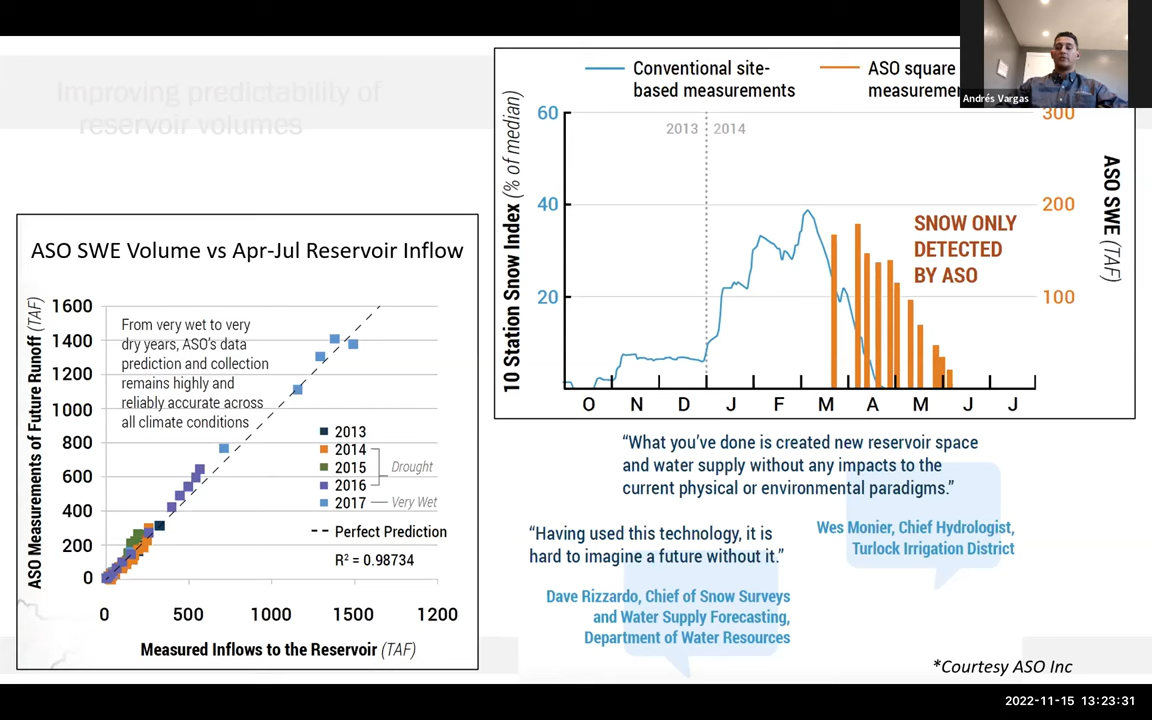 Improving predictability of
reservoir volumes
ASO SWE Volume vs Apr-Jul Reservoir Inflow
ASO Measurements of Future Runoff (TAF)
1600
1400
1200
1000
800
600
400
200
0
From very wet to very
dry years, ASO's data
prediction and collection
remains highly and
reliably accurate across
all climate conditions
2013
2014
2015
2016
2017
Drought
Very Wet
Perfect Prediction
R² = 0.98734
0 500 1000 1500 1200
Measured Inflows to the Reservoir (TAF)
Conventional site-
based measurements
ASO square
Andrés Vargas
10 Station Snow Index (% of median)
60
40
20
2013 2014
SNOW ONLY
DETECTED
BY ASO
300
200
100
ASO SWE (TAF)
O N D J F M A M J J
“What you’ve done is created new reservoir space
and water supply without any impacts to the
current physical or environmental paradigms.”
Wes Monier, Chief Hydrologist,
Turlock Irrigation District
“Having used this technology, it is
hard to imagine a future without it.”
Dave Rizzardo, Chief of Snow Surveys
and Water Supply Forecasting,
Department of Water Resources
*Courtesy ASO Inc
2022-11-15 13:23:31